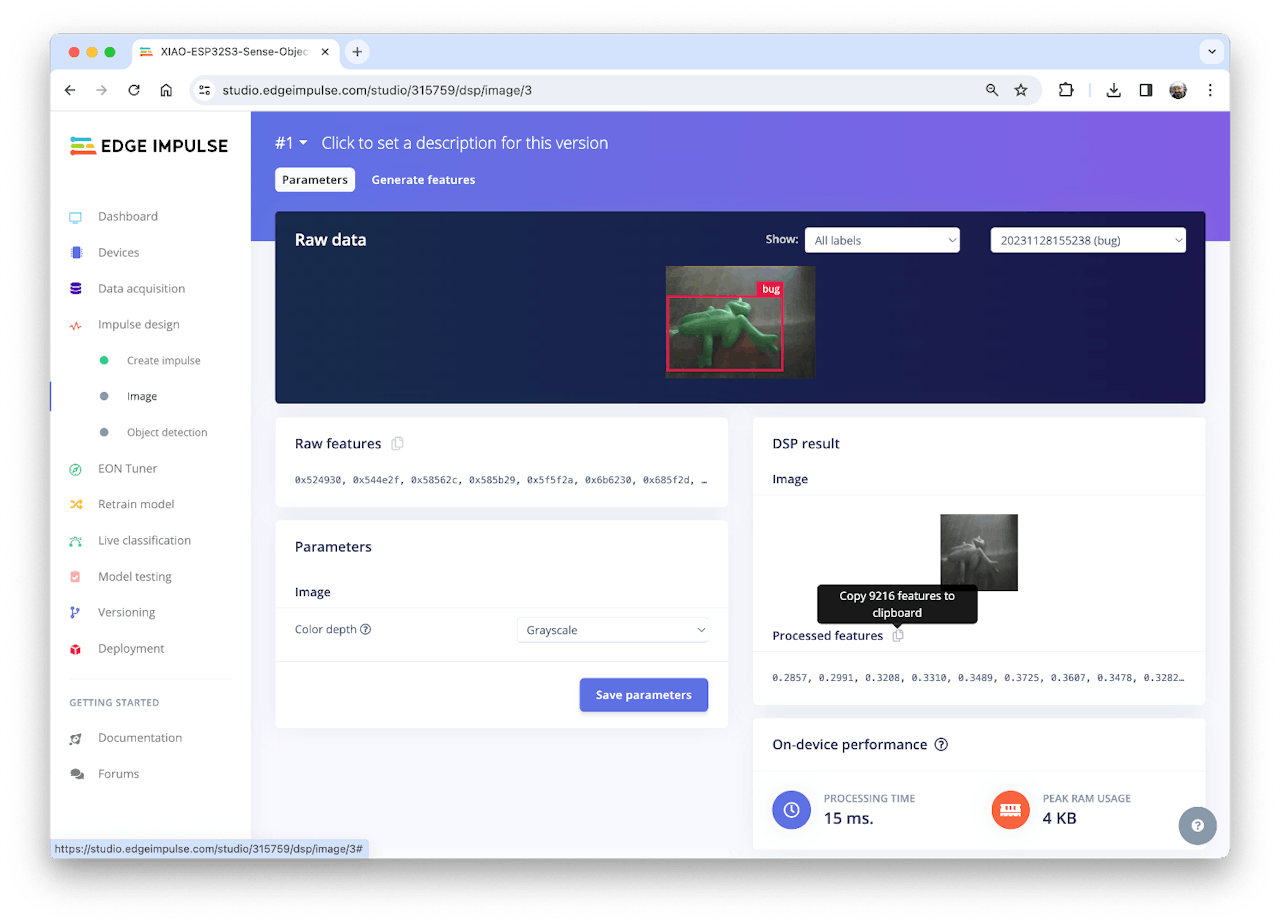 XIAO-ESP32S3-Sense-Objec
studio.edgeimpulse.com/studio/315759/dsp/image/3
EDGE IMPULSE
Dashboard
Devices
Data acquisition
Impulse design
Create impulse
Image
Object detection
EON Tuner
Retrain model
Live classification
Model testing
Versioning
Deployment
GETTING STARTED
Documentation
Forums
https://studio.edgeimpulse.com/studio/315759/dsp/image/3#
#1 Click to set a description for this version
Parameters Generate features
Raw data Show: All labels 20231128155238 (bug)
bug
Raw features
0x524930, 0x544e2f, 0x58562c, 0x585b29, 0x5f5f2a, 0x6b6230, 0x685f2d, …
Parameters
Image
Color depth Grayscale
Save parameters
DSP result
Image
Copy 9216 features to
clipboard
Processed features
0.2857, 0.2991, 0.3208, 0.3310, 0.3489, 0.3725, 0.3607, 0.3478, 0.3282…
On-device performance
PROCESSING TIME
15 ms.
PEAK RAM USAGE
4 KB